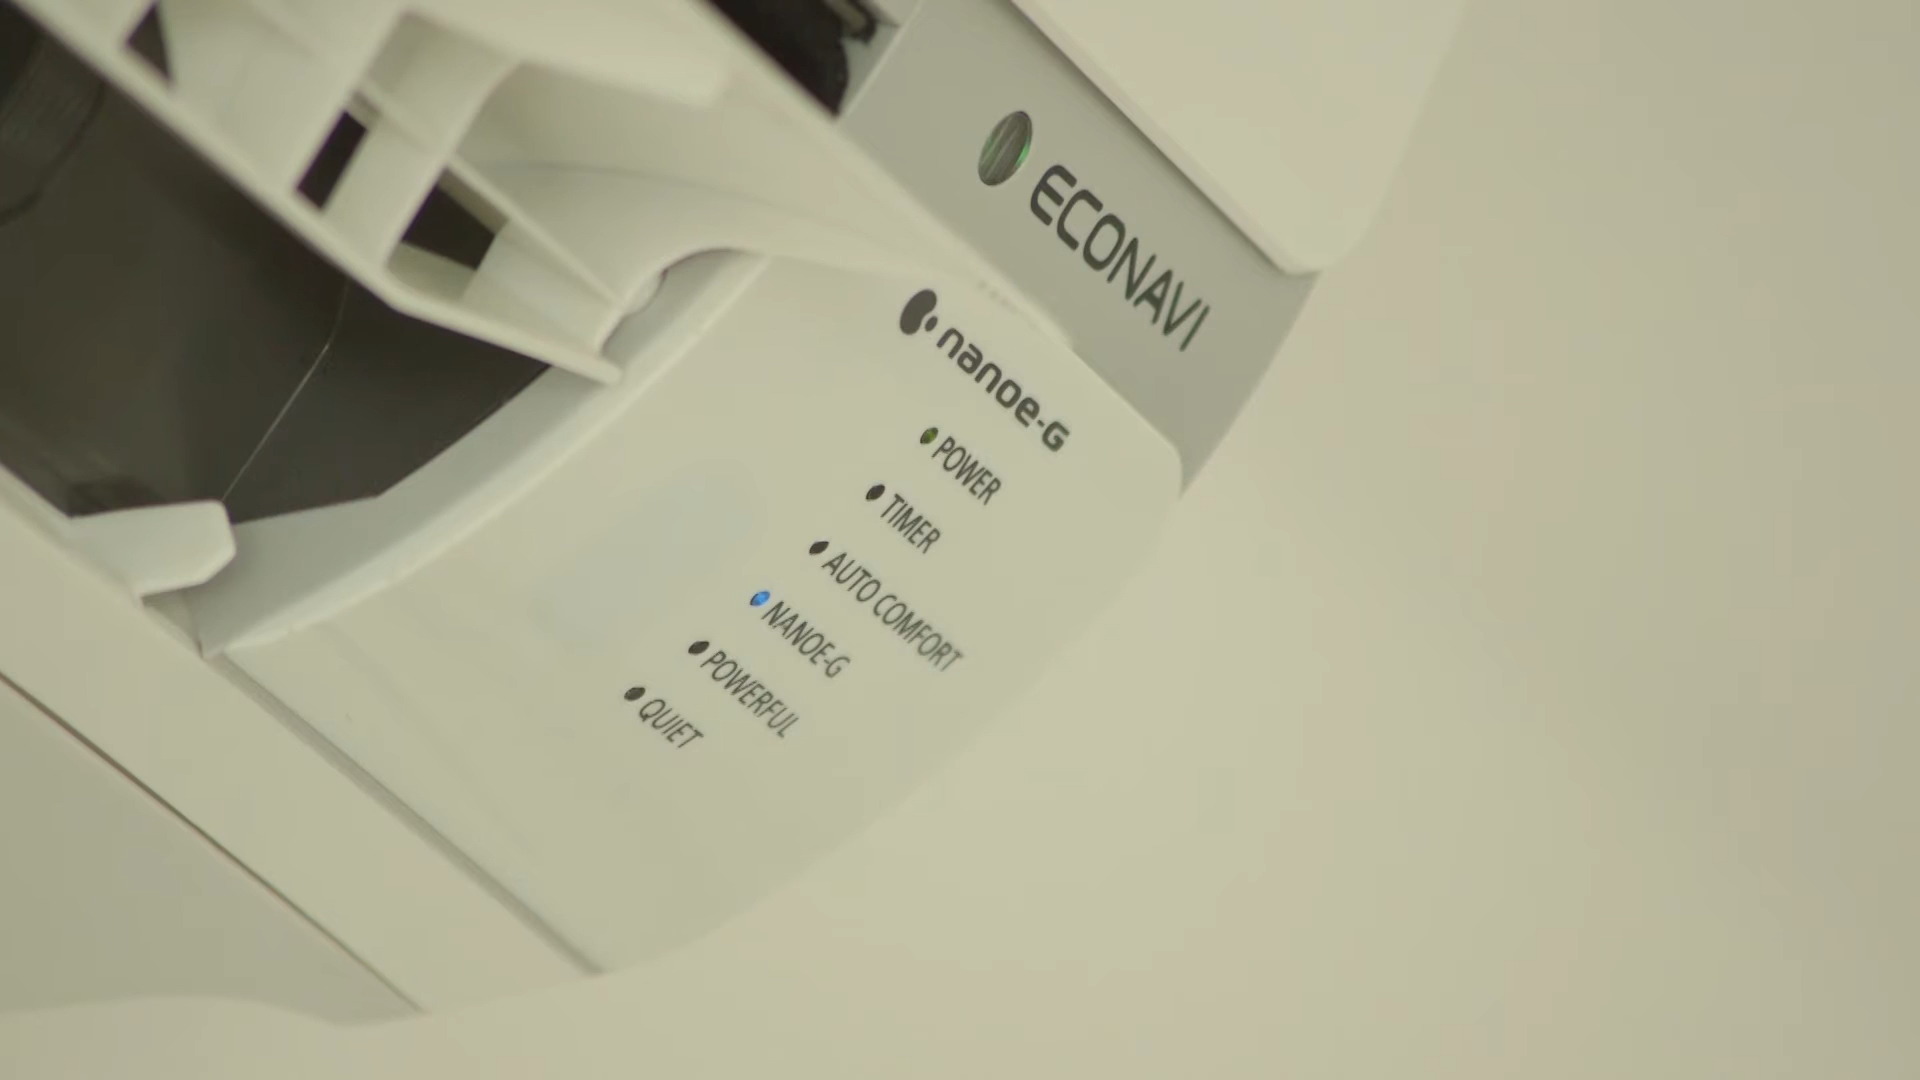 ECONAVI
nanoe-G
POWER
TIMER
AUTO COMFORT
NANOE-G
POWERFUL
QUIET